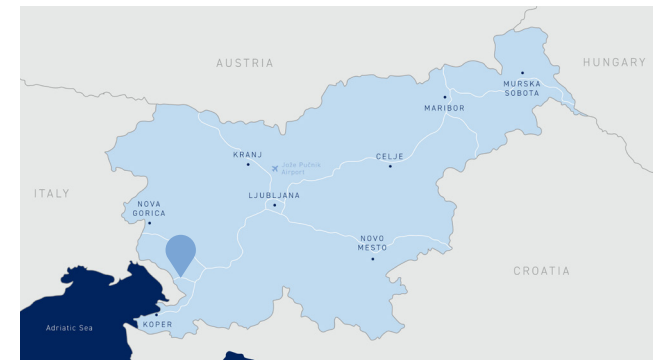 AUSTRIA
HUNGARY
MURSKA
SOBOTA
MARIBOR
KRANJ
CELJE
Jože Pučnik
Airport
ITALY
LJUBLJANA
NOVA
GORICA
NOVO
MESTO
CROATIA
KOPER
Adriatic Sea